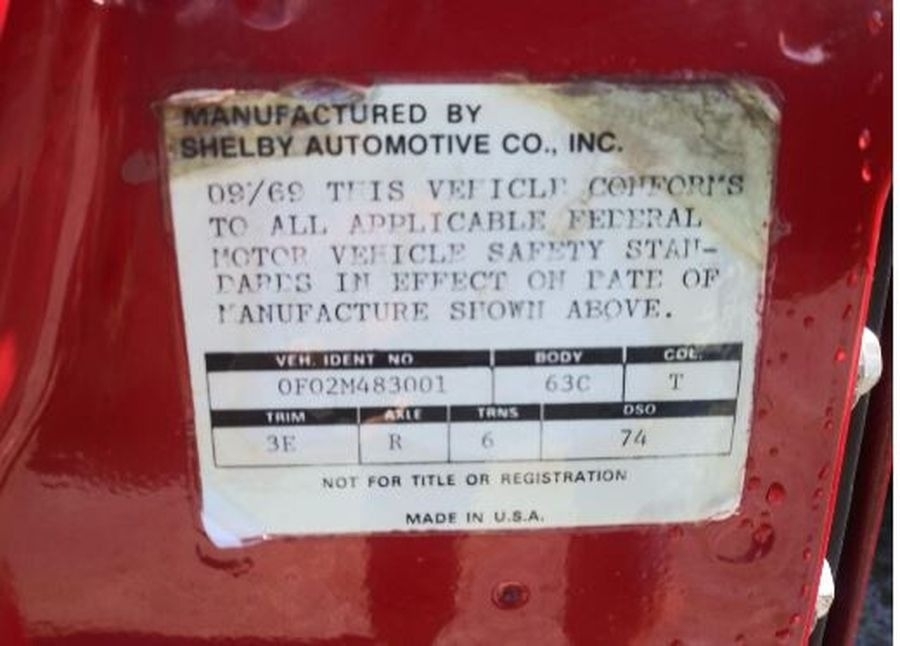 MANUFACTURED BY
SHELBY AUTOMOTIVE CO., INC.
09/69 THIS VEHICLE CONFORMS
TO ALL APPLICABLE FEDERAL
MOTOR VEHICLE SAFETY STAN-
DARDS IN EFFECT ON DATE OF
MANUFACTURE SHOWN ABOVE.
VEH. IDENT NO BODY COL.
0F02M483001 63C T
TRIM AXLE TRNS DSO
3E R 6 74
NOT FOR TITLE OR REGISTRATION
MADE IN U.S.A.